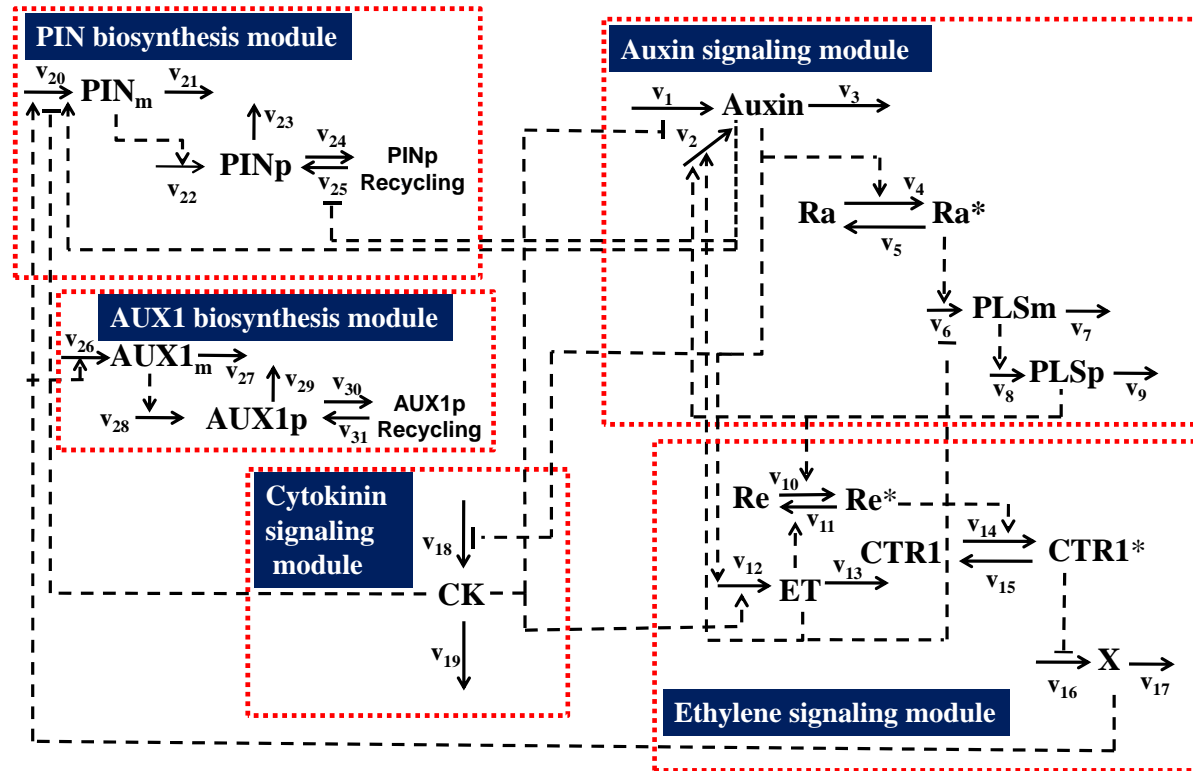 PIN biosynthesis module
v20
PINm
v21
v23
v24
PINp
PINp
Recycling
v22
v25
AUX1 biosynthesis module
v26
AUX1m
v27
v29
v30
v28
AUX1p
AUX1p
Recycling
v31
Cytokinin
signaling
module
v18
CK
v19
Auxin signaling module
v1
Auxin
v3
v2
v4
Ra
Ra*
v5
v6
PLSm
v7
v8
PLSp
v9
v10
Re
Re*
v11
v14
CTR1
CTR1*
v12
ET
v13
v15
X
v16
v17
Ethylene signaling module